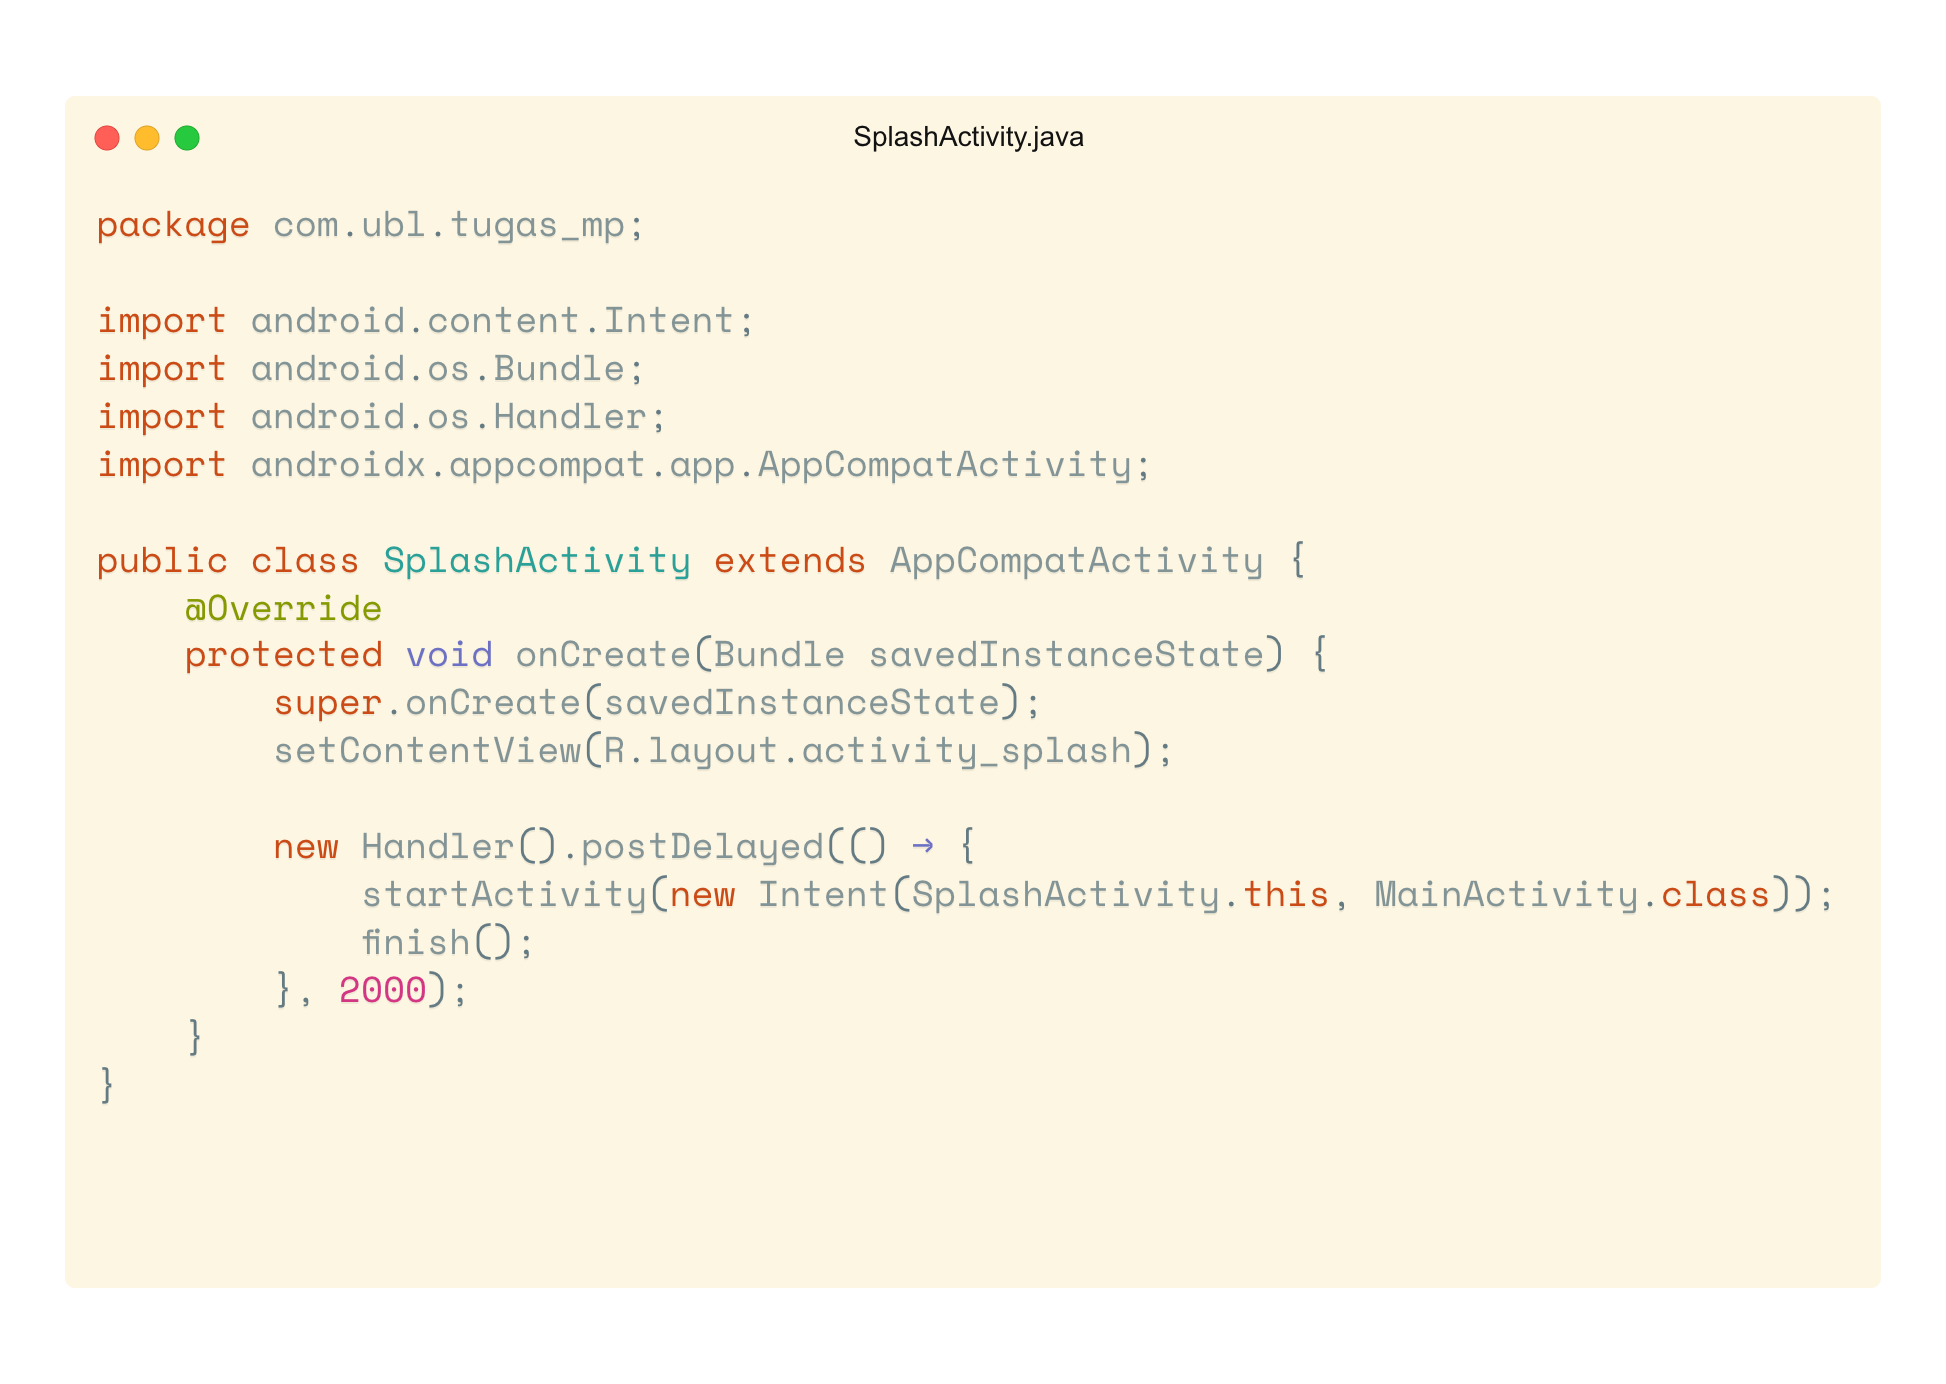 SplashActivity.java
package com.ubl.tugas_mp;
import android.content.Intent;
import android.os.Bundle;
import android.os.Handler;
import androidx.appcompat.app.AppCompatActivity;
public class SplashActivity extends AppCompatActivity {
    @Override
    protected void onCreate(Bundle savedInstanceState) {
        super.onCreate(savedInstanceState);
        setContentView(R.layout.activity_splash);
        new Handler().postDelayed(() → {
            startActivity(new Intent(SplashActivity.this, MainActivity.class));
            finish();
        }, 2000);
    }
}